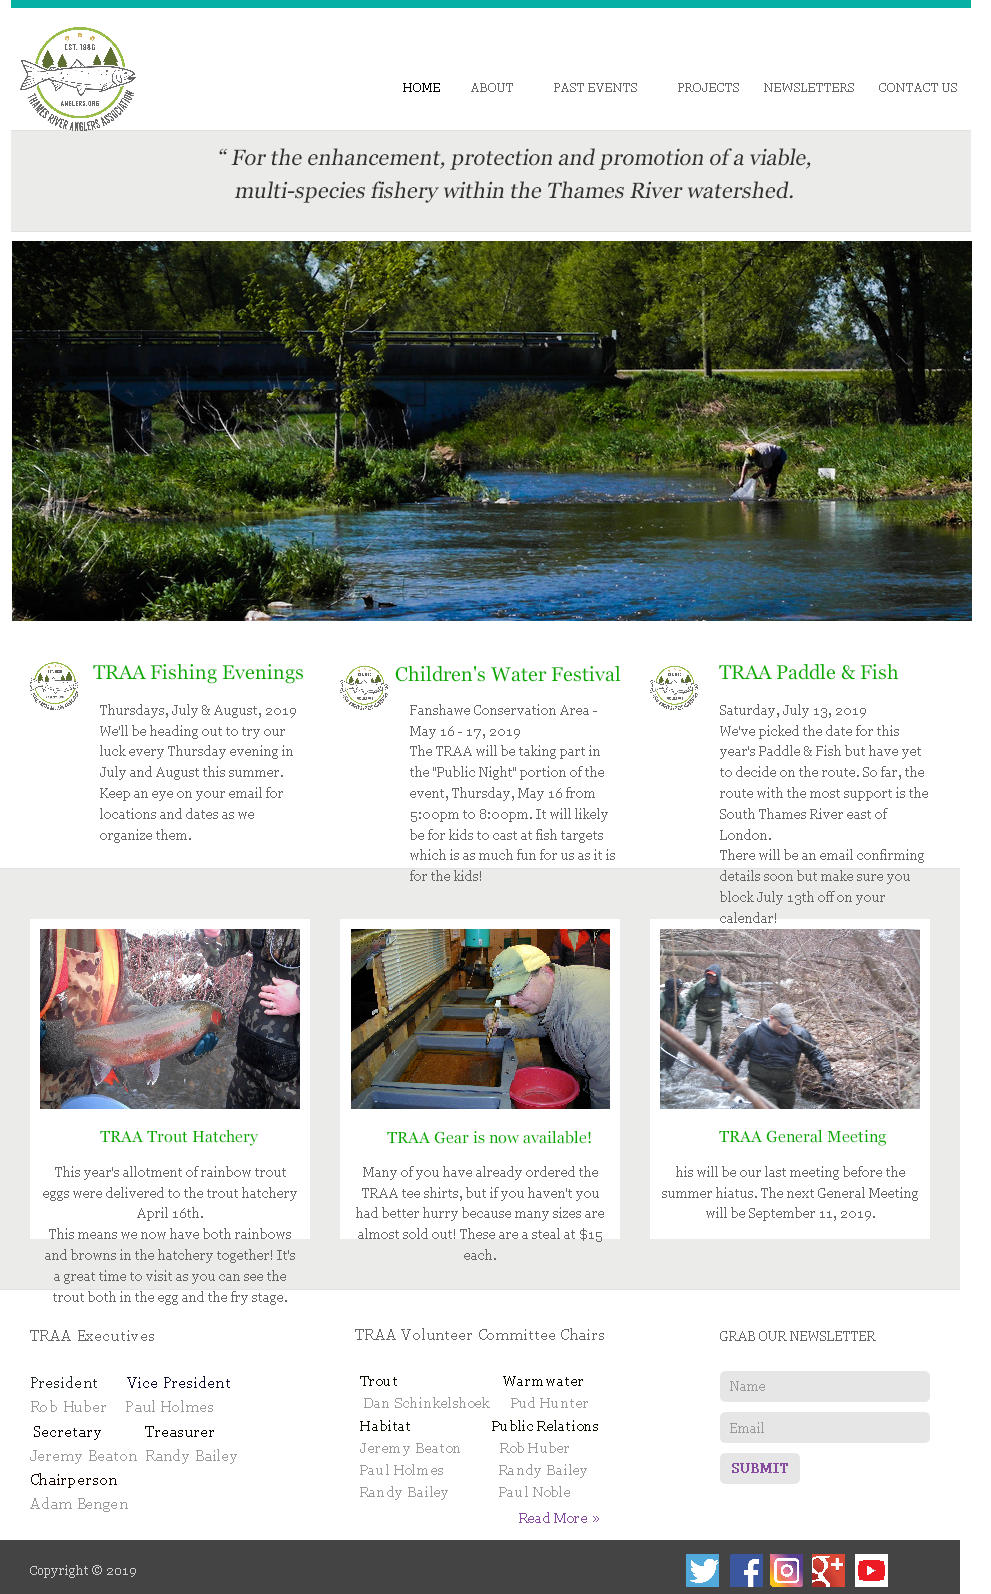 EST. 1986
ANGLERS.ORG
THAMES RIVER ANGLERS ASSOCIATION
HOME ABOUT PAST EVENTS PROJECTS NEWSLETTERS CONTACT US
“ For the enhancement, protection and promotion of a viable,
multi-species fishery within the Thames River watershed.
TRAA Fishing Evenings
Thursdays, July & August, 2019
We'll be heading out to try our
luck every Thursday evening in
July and August this summer.
Keep an eye on your email for
locations and dates as we
organize them.
Children's Water Festival
Fanshawe Conservation Area -
May 16 - 17, 2019
The TRAA will be taking part in
the "Public Night" portion of the
event, Thursday, May 16 from
5:00pm to 8:00pm. It will likely
be for kids to cast at fish targets
which is as much fun for us as it is
for the kids!
TRAA Paddle & Fish
Saturday, July 13, 2019
We've picked the date for this
year's Paddle & Fish but have yet
to decide on the route. So far, the
route with the most support is the
South Thames River east of
London.
There will be an email confirming
details soon but make sure you
block July 13th off on your
calendar!
TRAA Trout Hatchery
This year's allotment of rainbow trout
eggs were delivered to the trout hatchery
April 16th.
This means we now have both rainbows
and browns in the hatchery together! It's
a great time to visit as you can see the
trout both in the egg and the fry stage.
TRAA Gear is now available!
Many of you have already ordered the
TRAA tee shirts, but if you haven't you
had better hurry because many sizes are
almost sold out! These are a steal at $15
each.
TRAA General Meeting
his will be our last meeting before the
summer hiatus. The next General Meeting
will be September 11, 2019.
TRAA Executives
President Vice President
Rob Huber Paul Holmes
Secretary Treasurer
Jeremy Beaton Randy Bailey
Chairperson
Adam Bengen
TRAA Volunteer Committee Chairs
Trout Warmwater
Dan Schinkelshoek Pud Hunter
Habitat Public Relations
Jeremy Beaton Rob Huber
Paul Holmes Randy Bailey
Randy Bailey Paul Noble
Read More »
GRAB OUR NEWSLETTER
Name
Email
SUBMIT
Copyright © 2019